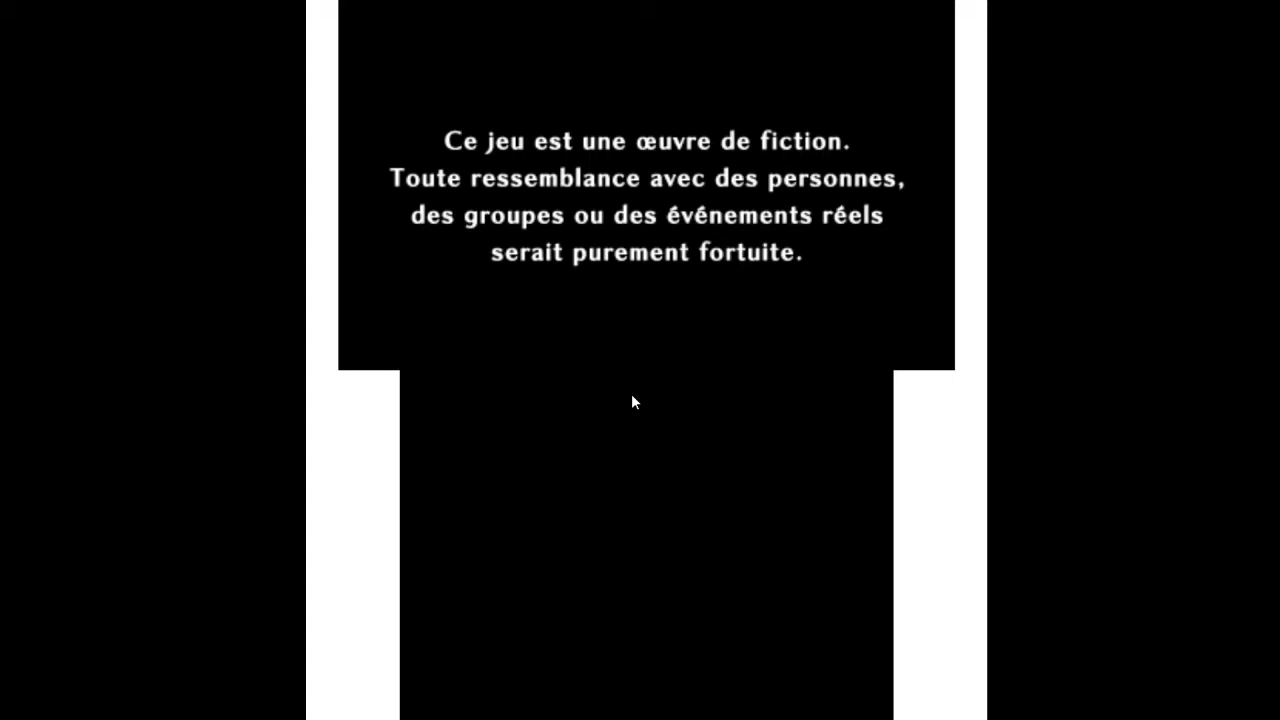 Ce jeu est une œuvre de fiction.
Toute ressemblance avec des personnes,
des groupes ou des événements réels
serait purement fortuite.